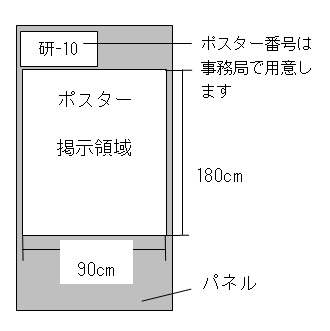 研-10
ポスター番号は
事務局で用意し
ます
ポスター
掲示領域
180cm
90cm
パネル